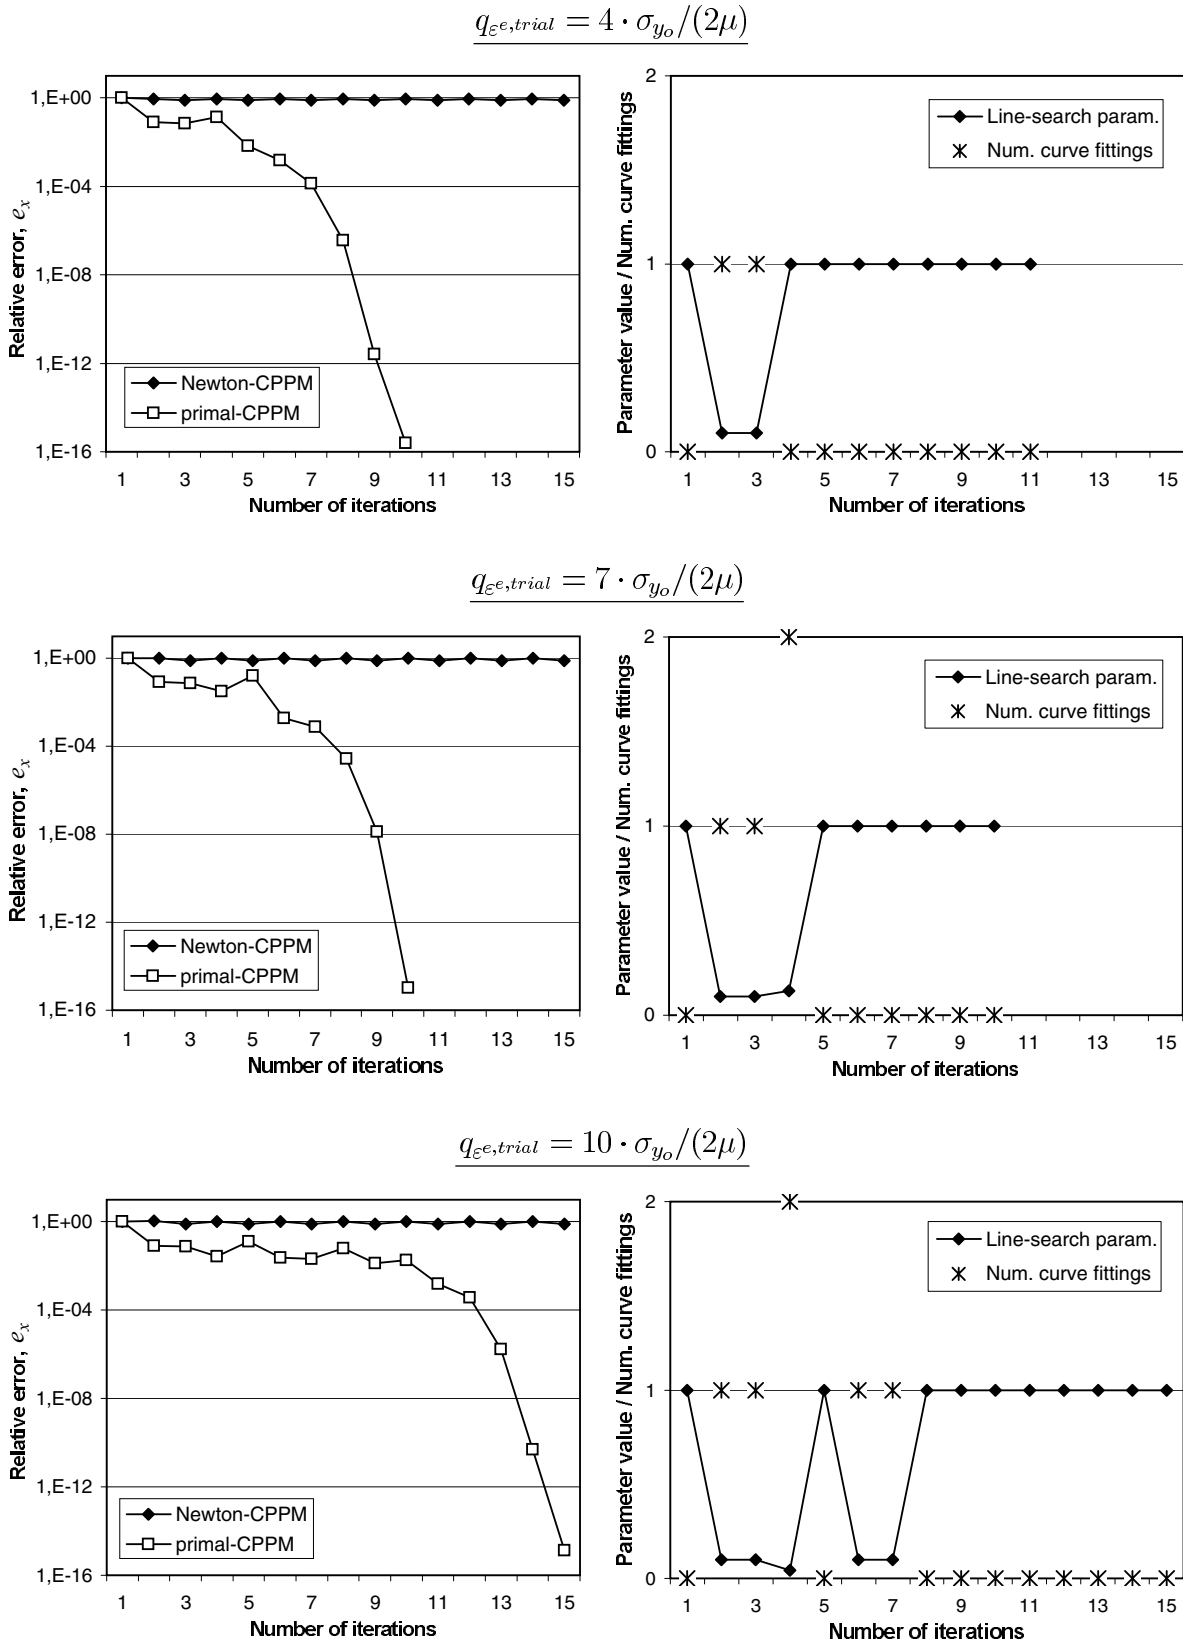 q_{εe,trial} = 4 · σ_{y_o}/(2μ)
Relative error, e_x
1,E+00
1,E-04
1,E-08
1,E-12
1,E-16
Newton-CPPM
primal-CPPM
1 3 5 7 9 11 13 15
Number of iterations
Parameter value / Num. curve fittings
2
1
0
Line-search param.
Num. curve fittings
1 3 5 7 9 11 13 15
Number of iterations
q_{εe,trial} = 7 · σ_{y_o}/(2μ)
Relative error, e_x
1,E+00
1,E-04
1,E-08
1,E-12
1,E-16
Newton-CPPM
primal-CPPM
1 3 5 7 9 11 13 15
Number of iterations
Parameter value / Num. curve fittings
2
1
0
Line-search param.
Num. curve fittings
1 3 5 7 9 11 13 15
Number of iterations
q_{εe,trial} = 10 · σ_{y_o}/(2μ)
Relative error, e_x
1,E+00
1,E-04
1,E-08
1,E-12
1,E-16
Newton-CPPM
primal-CPPM
1 3 5 7 9 11 13 15
Number of iterations
Parameter value / Num. curve fittings
2
1
0
Line-search param.
Num. curve fittings
1 3 5 7 9 11 13 15
Number of iterations